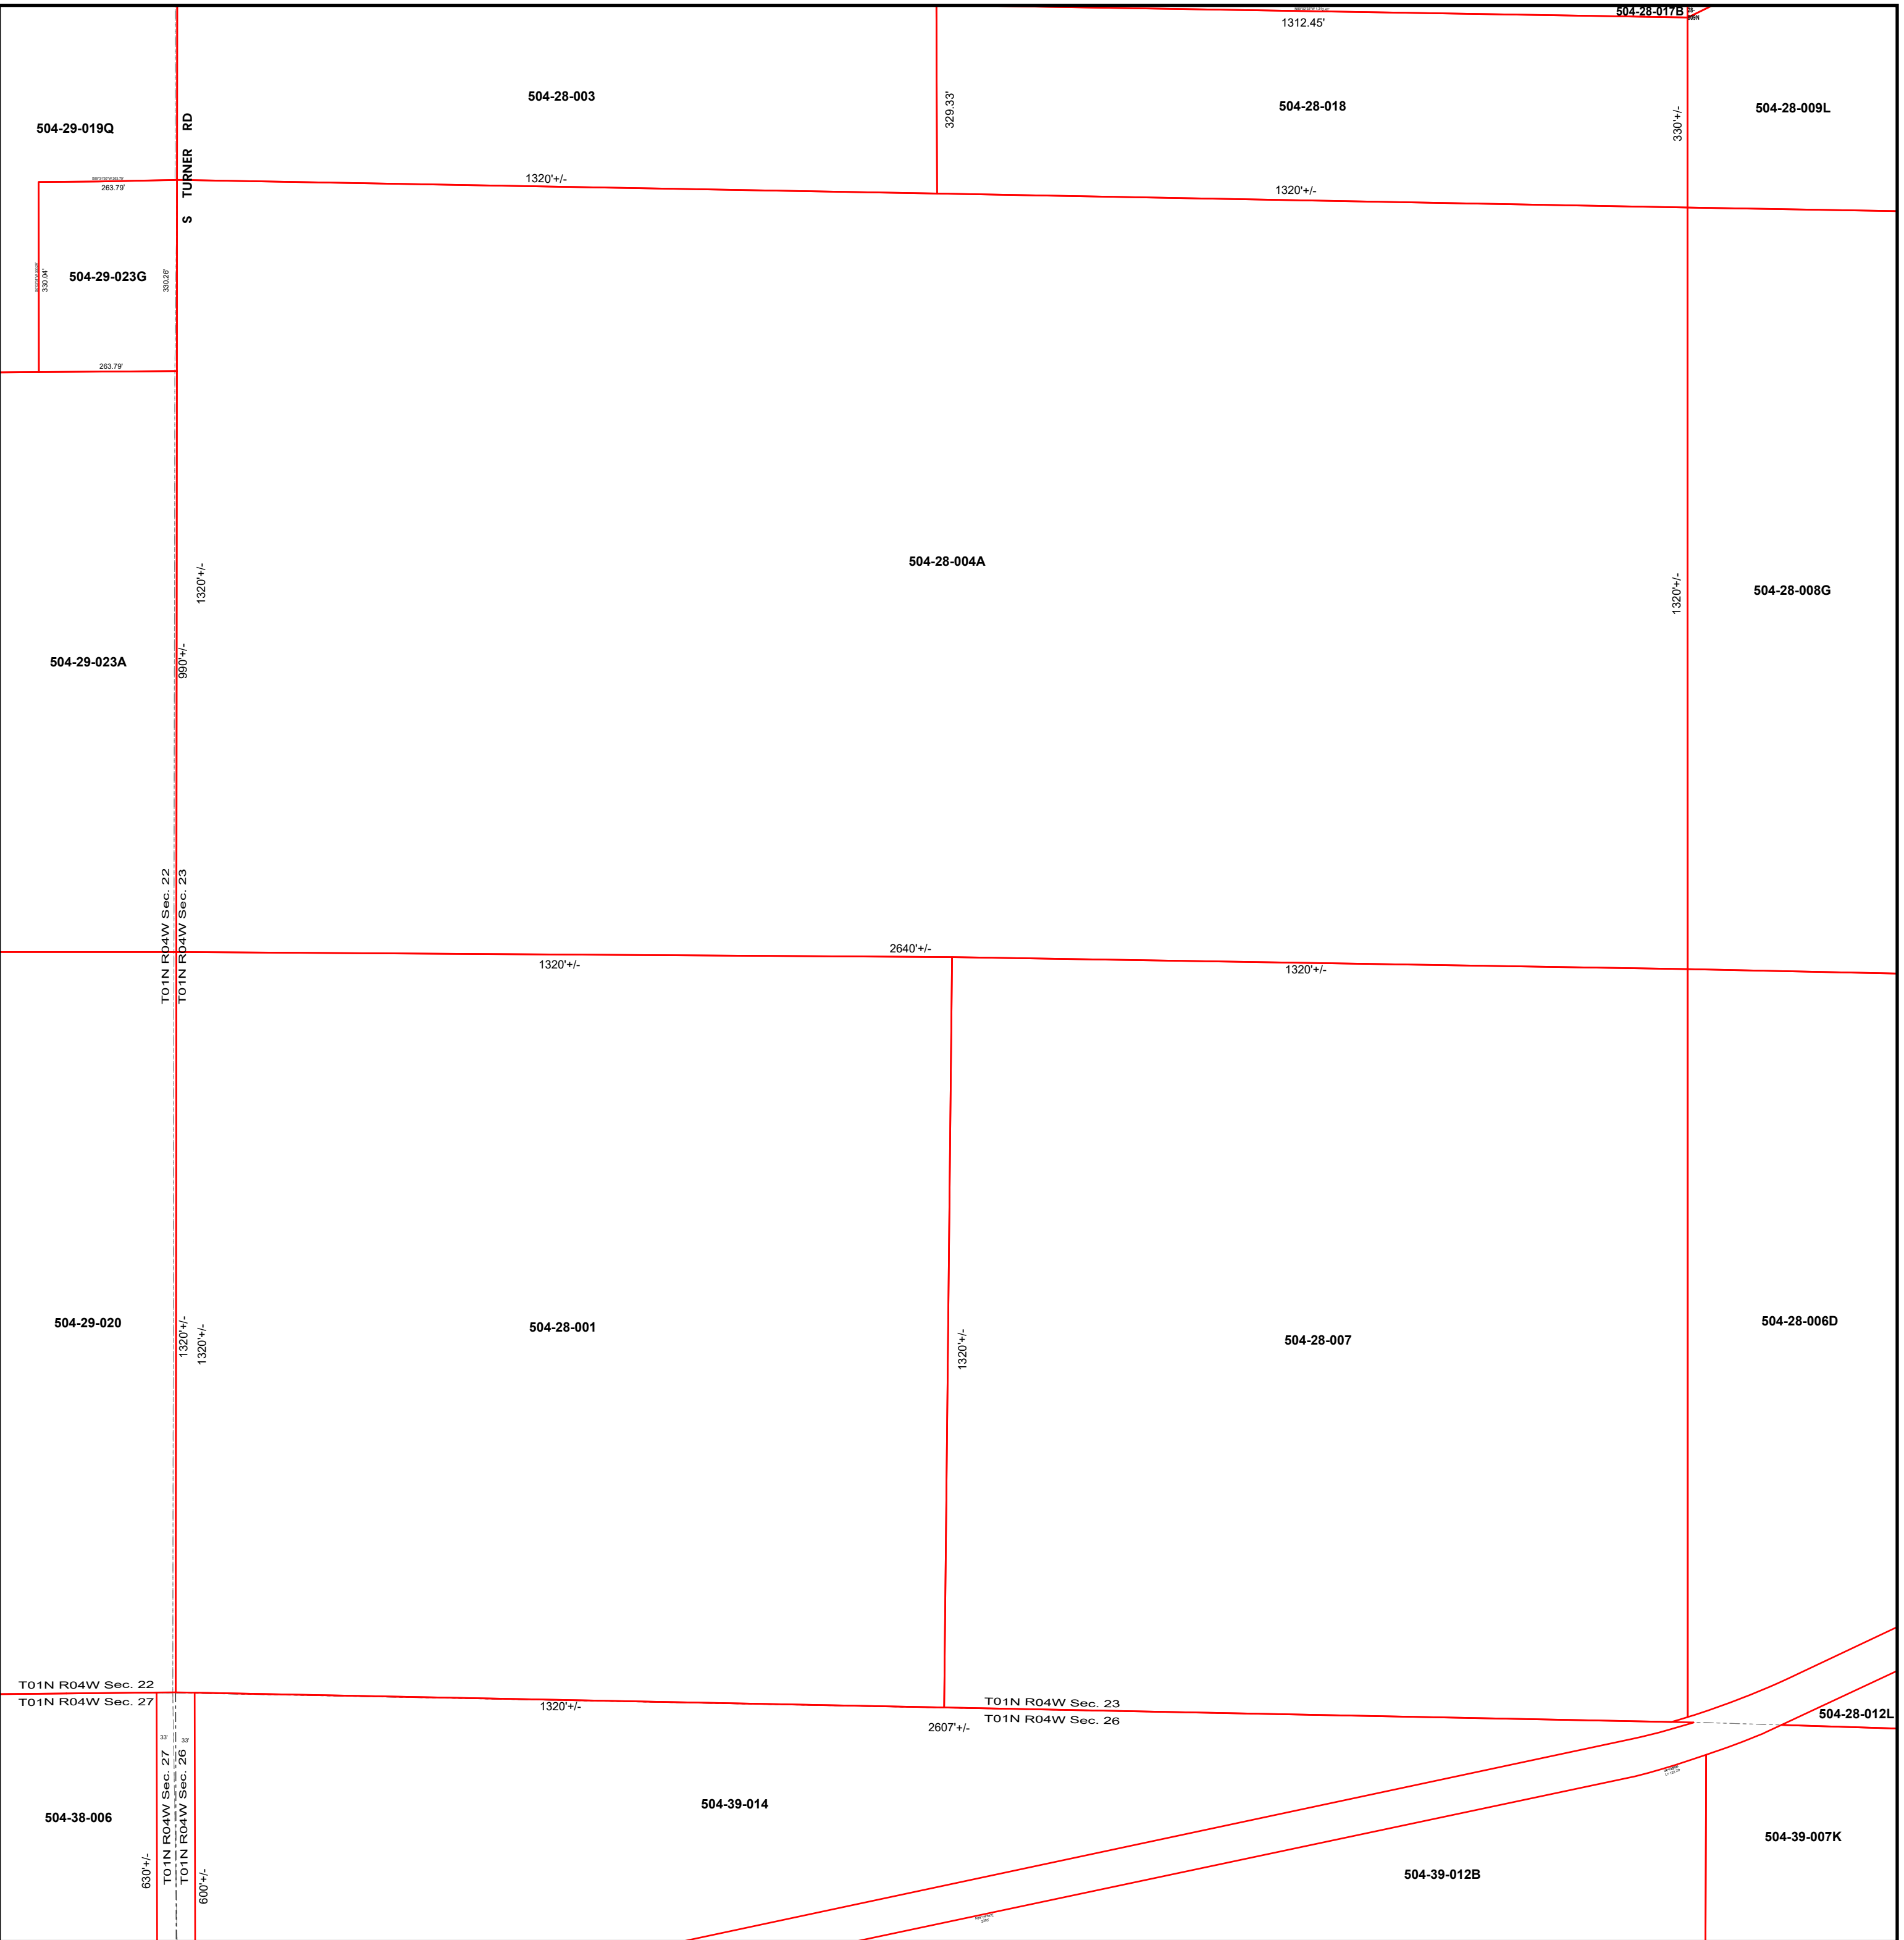 504-28-017B
1312.45'
504-28-003
504-28-018
504-28-009L
504-29-019Q
S TURNER RD
329.33'
330'+/-
263.79'
1320'+/-
1320'+/-
504-29-023G
330.04'
330.26'
263.79'
504-28-004A
1320'+/-
1320'+/-
504-28-008G
504-29-023A
990'+/-
T01N R04W Sec. 22
T01N R04W Sec. 23
2640'+/-
1320'+/-
1320'+/-
504-29-020
1320'+/-
1320'+/-
504-28-001
1320'+/-
504-28-007
504-28-006D
T01N R04W Sec. 22
T01N R04W Sec. 27
1320'+/-
T01N R04W Sec. 23
T01N R04W Sec. 26
2607'+/-
504-28-012L
33'
33'
T01N R04W Sec. 27
T01N R04W Sec. 26
504-38-006
504-39-014
504-39-007K
630'+/-
600'+/-
504-39-012B